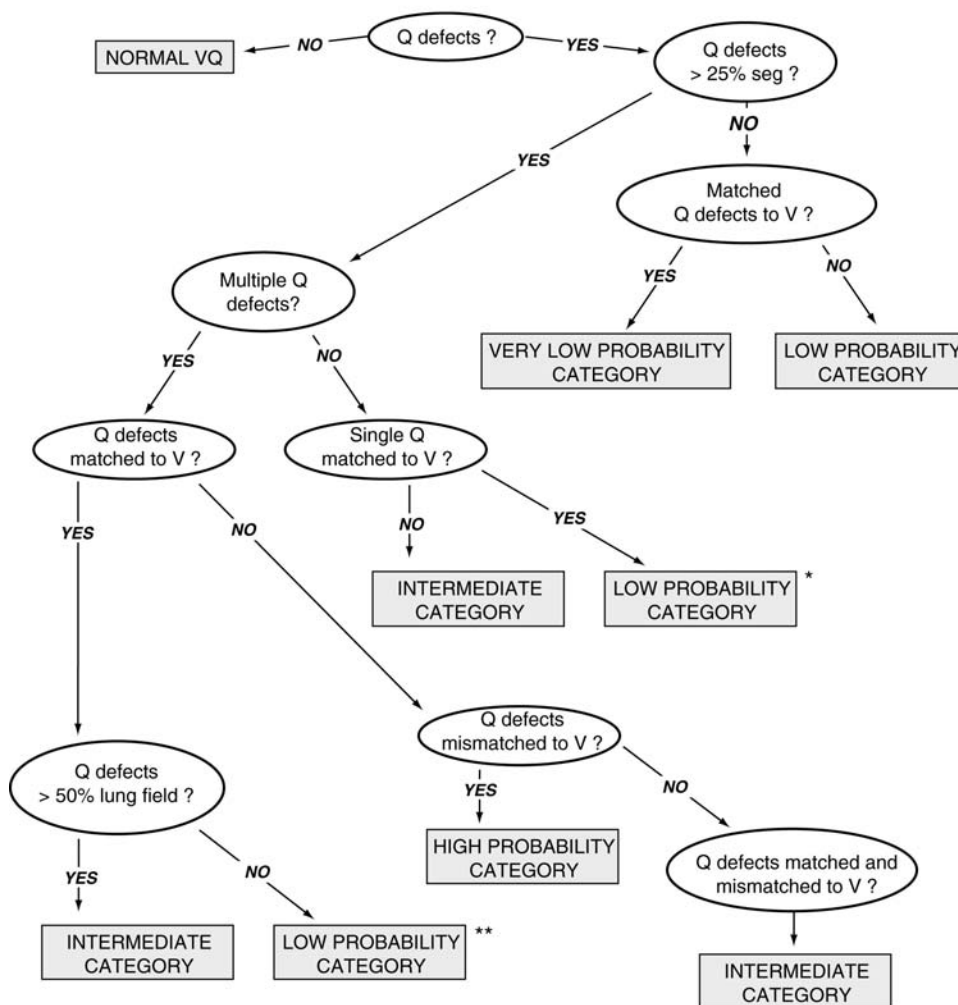 Q defects ?
NO
YES
NORMAL VQ
Q defects
> 25% seg ?
NO
YES
Matched
Q defects to V ?
YES
NO
Multiple Q
defects?
VERY LOW PROBABILITY
CATEGORY
LOW PROBABILITY
CATEGORY
YES
NO
Q defects
matched to V ?
Single Q
matched to V ?
YES
NO
NO
YES
INTERMEDIATE
CATEGORY
LOW PROBABILITY
CATEGORY
*
Q defects
mismatched to V ?
Q defects
> 50% lung field ?
YES
NO
HIGH PROBABILITY
CATEGORY
Q defects matched and
mismatched to V ?
YES
NO
INTERMEDIATE
CATEGORY
LOW PROBABILITY
CATEGORY
**
YES
INTERMEDIATE
CATEGORY